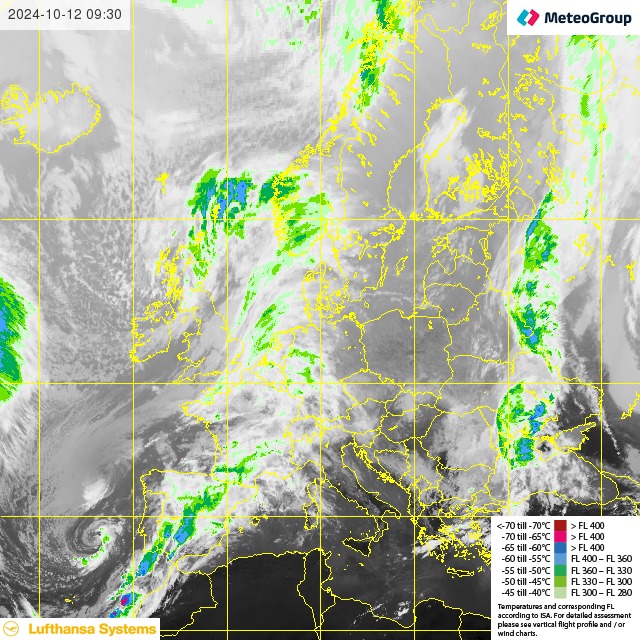 2024-10-12 09:30
MeteoGroup
<-70 till -70°C > FL 400
-70 till -65°C > FL 400
-65 till -60°C > FL 400
-60 till -55°C FL 400 – FL 360
-55 till -50°C FL 360 – FL 330
-50 till -45°C FL 330 – FL 300
-45 till -40°C FL 300 – FL 280
Temperatures and corresponding FL
according to ISA. For detailed assessment
please see vertical flight profile and / or
wind charts.
Lufthansa Systems